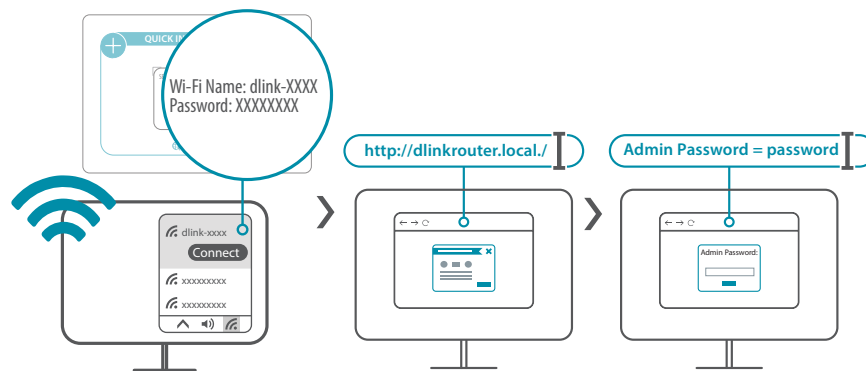 QUICK IN
Wi-Fi Name: dlink-XXXX
Password: XXXXXXXX
dlink-xxxx
Connect
xxxxxxxxx
xxxxxxxxx
http://dlinkrouter.local./
Admin Password = password
Admin Password: